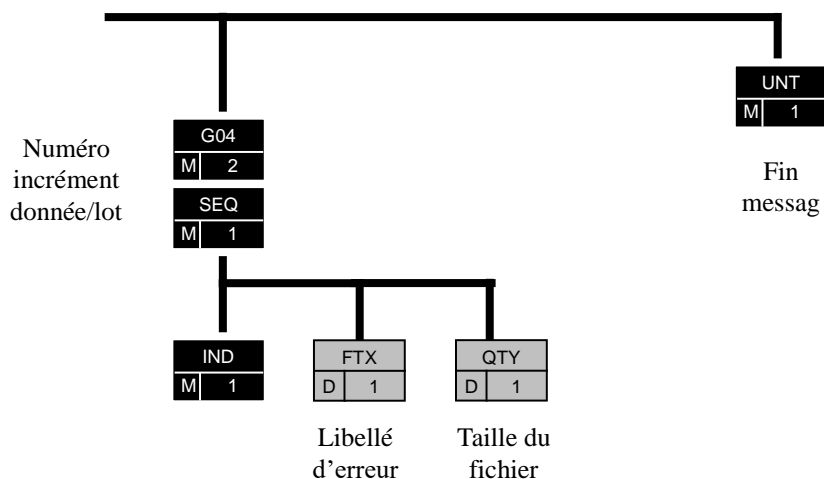 UNT
M 1
G04
M 2
Numéro
incrément
donnée/lot
SEQ
M 1
Fin
messag
IND
M 1
FTX
D 1
QTY
D 1
Libellé
d’erreur
Taille du
fichier